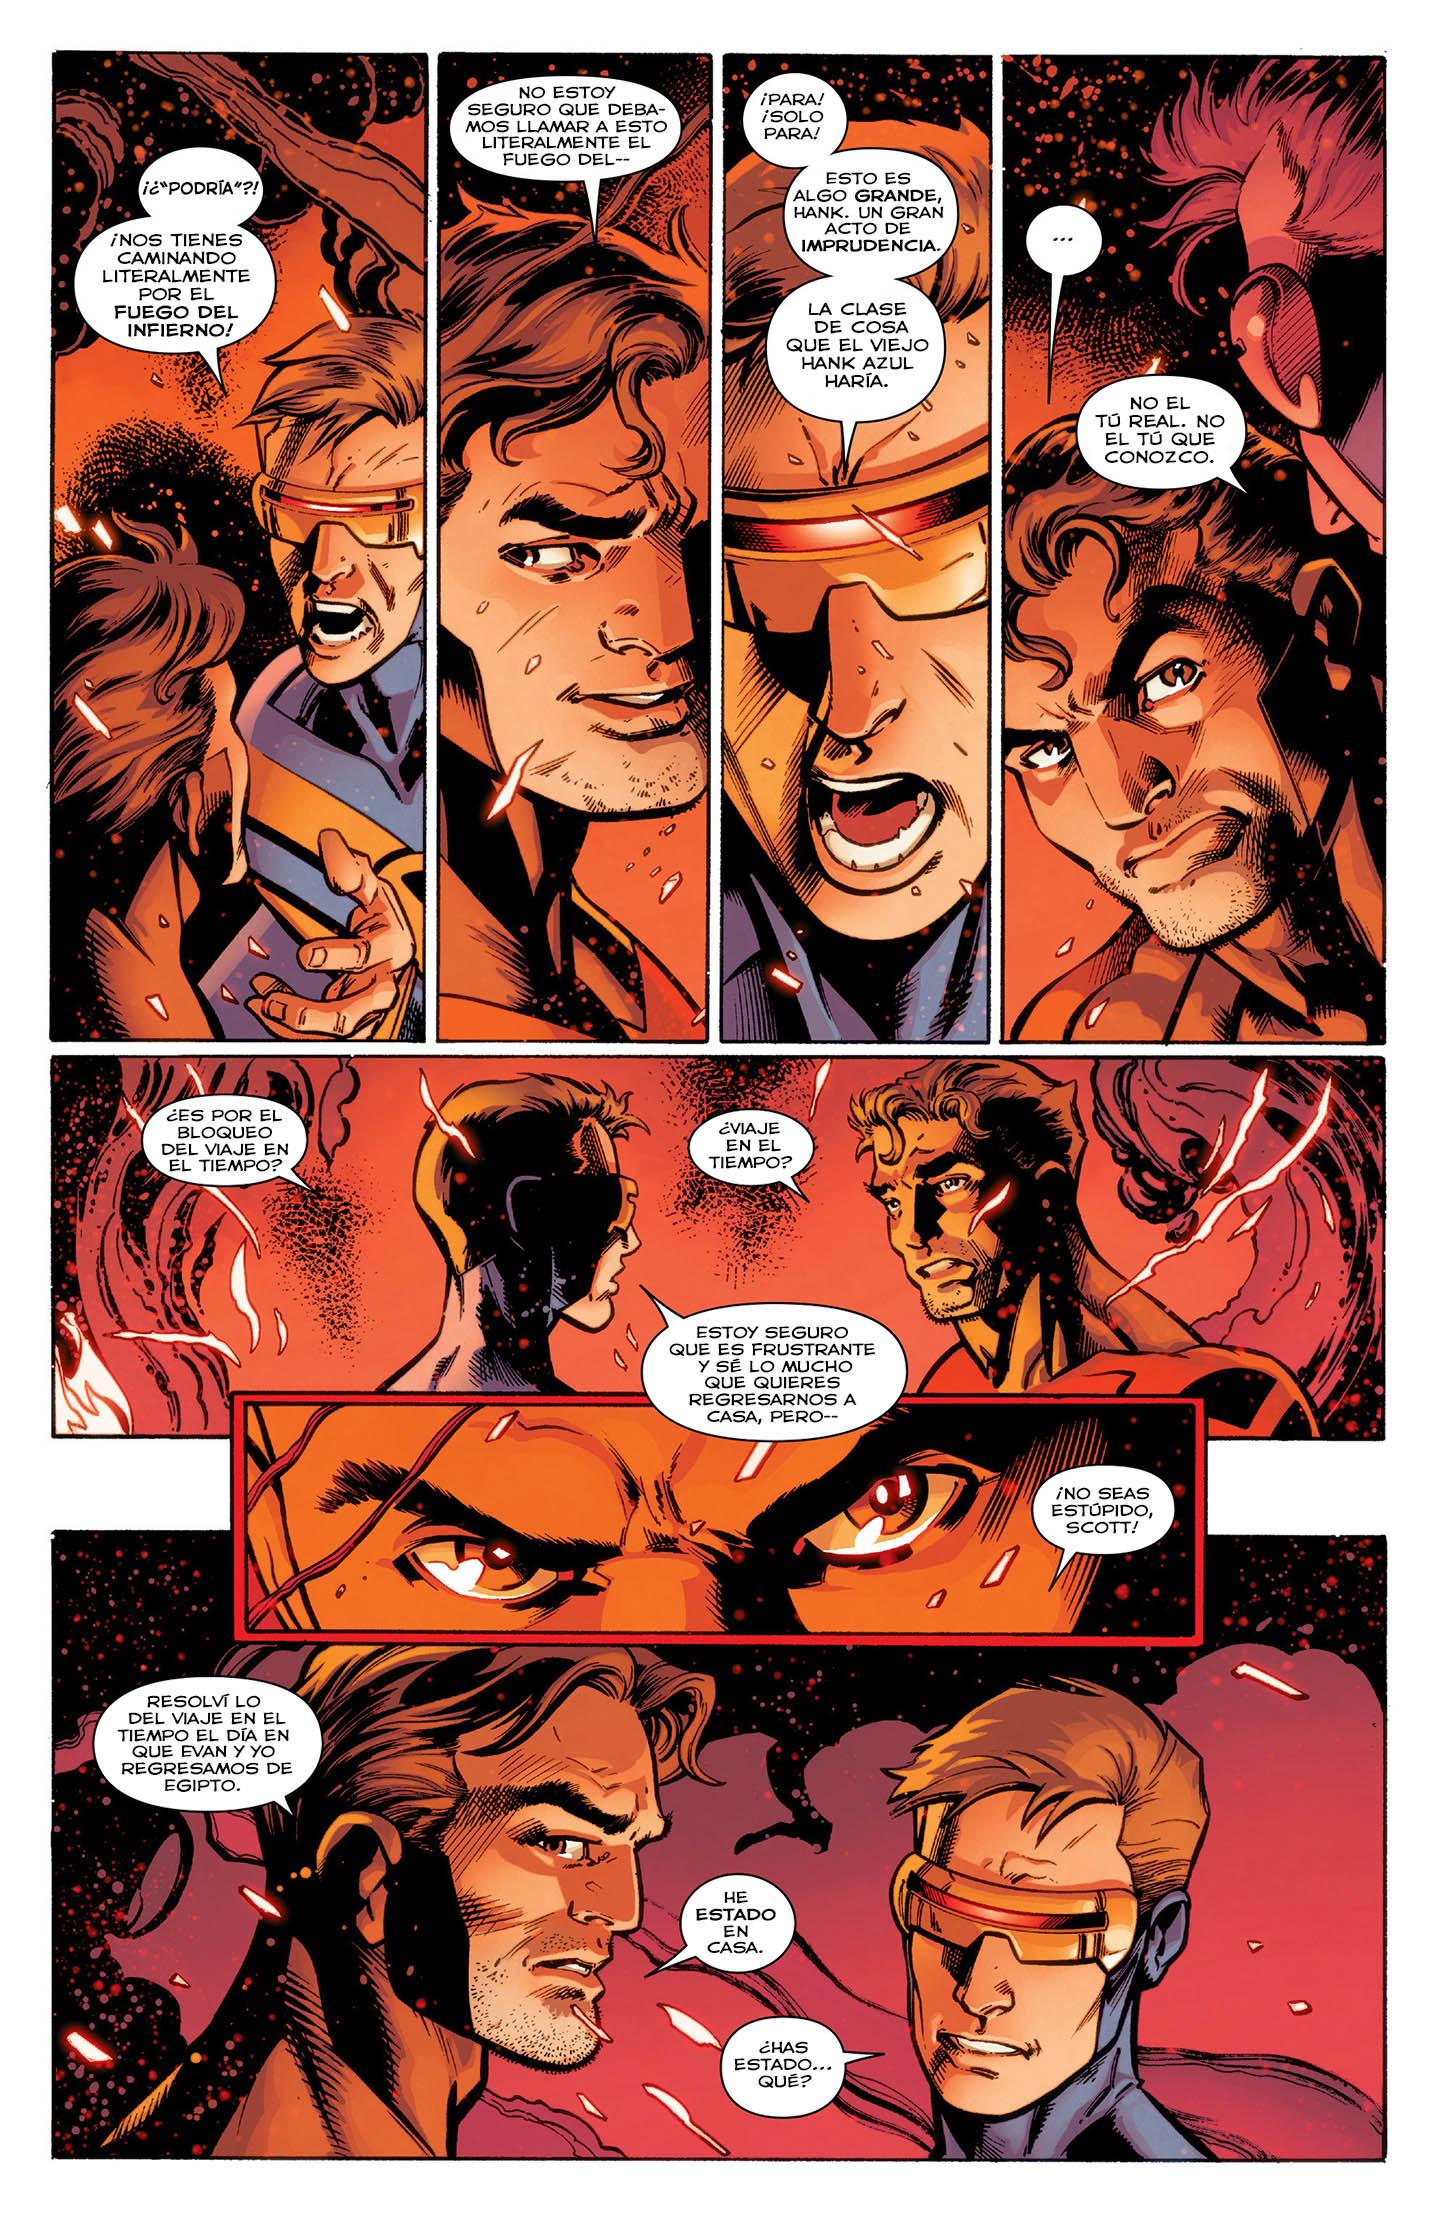 ¡¿"PODRÍA"?!
¡NOS TIENES
CAMINANDO
LITERALMENTE
POR EL
FUEGO DEL
INFIERNO!
NO ESTOY
SEGURO QUE DEBA-
MOS LLAMAR A ESTO
LITERALMENTE EL
FUEGO DEL--
¡PARA!
¡SOLO
PARA!
ESTO ES
ALGO GRANDE,
HANK. UN GRAN
ACTO DE
IMPRUDENCIA.
LA CLASE
DE COSA
QUE EL VIEJO
HANK AZUL
HARÍA.
...
NO EL
TÚ REAL. NO
EL TÚ QUE
CONOZCO.
¿ES POR EL
BLOQUEO
DEL VIAJE EN
EL TIEMPO?
¿VIAJE
EN EL
TIEMPO?
ESTOY SEGURO
QUE ES FRUSTRANTE
Y SÉ LO MUCHO
QUE QUIERES
REGRESARNOS A
CASA, PERO--
¡NO SEAS
ESTÚPIDO,
SCOTT!
RESOLVÍ LO
DEL VIAJE EN EL
TIEMPO EL DÍA EN
QUE EVAN Y YO
REGRESAMOS DE
EGIPTO.
HE
ESTADO
EN
CASA.
¿HAS
ESTADO...
QUÉ?